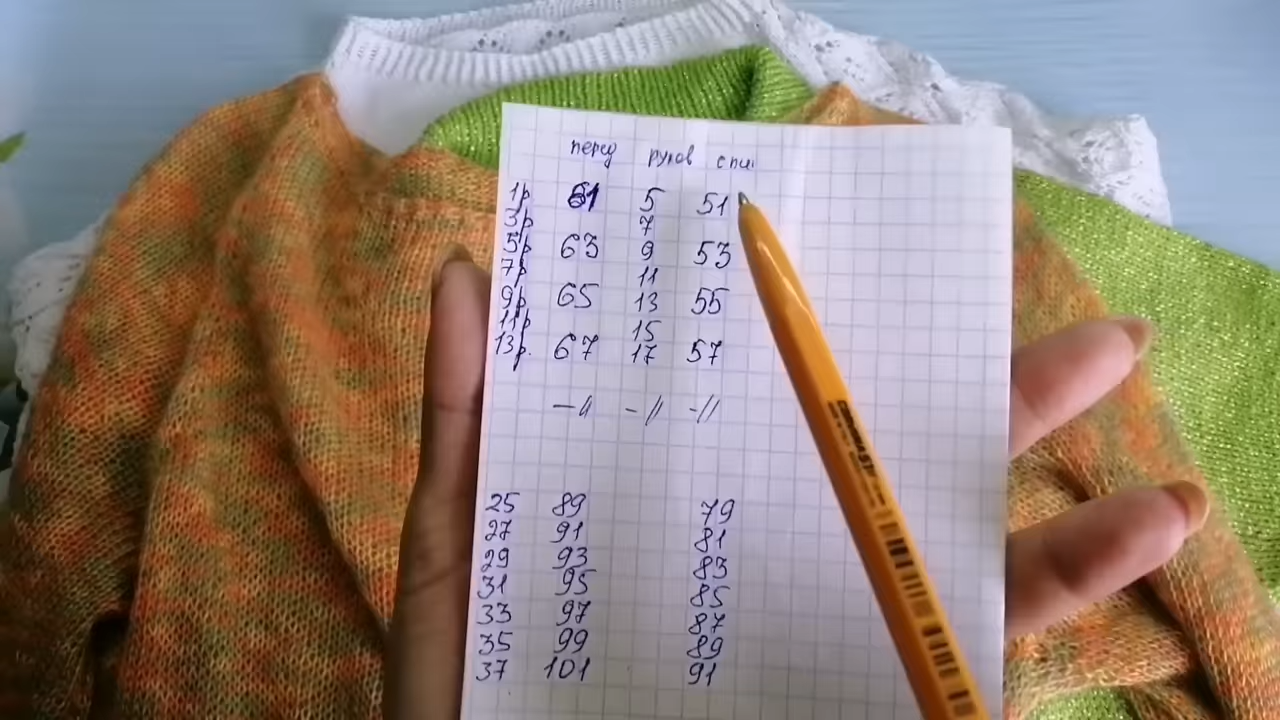 перед рукав спи
1р 61 5 51
3р 7
5р 63 9 53
7р 11
9р 65 13 55
11р 15
13р. 67 17 57
-11 -11 -11
25 89 79
27 91 81
29 93 83
31 95 85
33 97 87
35 99 89
37 101 91